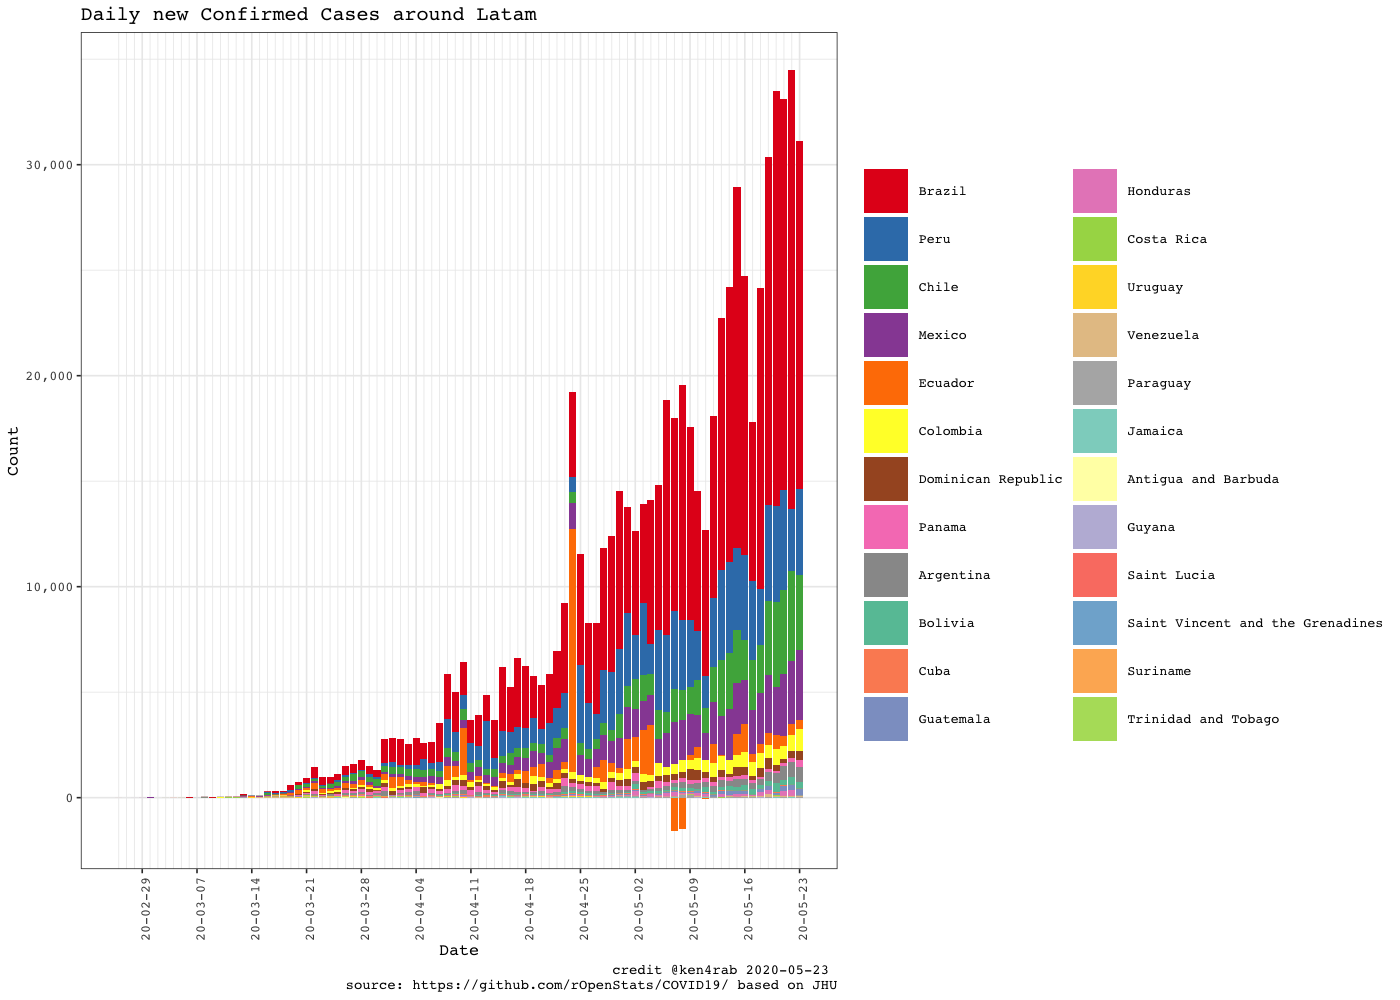 Daily new Confirmed Cases around Latam
Count
30,000
20,000
10,000
0
20-02-29
20-03-07
20-03-14
20-03-21
20-03-28
20-04-04
20-04-11
20-04-18
20-04-25
20-05-02
20-05-09
20-05-16
20-05-23
Date
Brazil
Peru
Chile
Mexico
Ecuador
Colombia
Dominican Republic
Panama
Argentina
Bolivia
Cuba
Guatemala
Honduras
Costa Rica
Uruguay
Venezuela
Paraguay
Jamaica
Antigua and Barbuda
Guyana
Saint Lucia
Saint Vincent and the Grenadines
Suriname
Trinidad and Tobago
credit @ken4rab 2020-05-23
source: https://github.com/rOpenStats/COVID19/ based on JHU